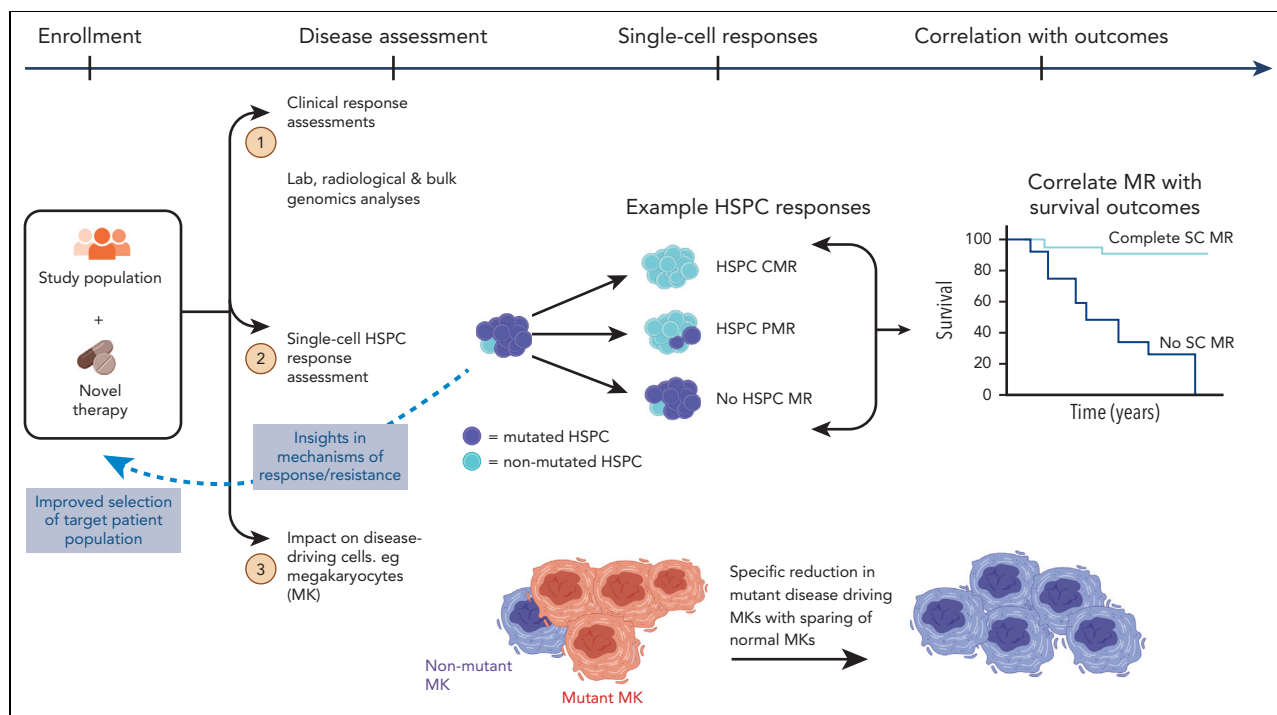 Enrollment
Disease assessment
Single-cell responses
Correlation with outcomes
Study population
+
Novel
therapy
1
Clinical response
assessments
Lab, radiological & bulk
genomics analyses
2
Single-cell HSPC
response
assessment
Insights in
mechanisms of
response/resistance
Improved selection
of target patient
population
3
Impact on disease-
driving cells. eg
megakaryocytes
(MK)
Example HSPC responses
HSPC CMR
HSPC PMR
No HSPC MR
= mutated HSPC
= non-mutated HSPC
Correlate MR with
survival outcomes
Complete SC MR
No SC MR
Survival
100
80
60
40
20
0
Time (years)
Non-mutant
MK
Mutant MK
Specific reduction in
mutant disease driving
MKs with sparing of
normal MKs